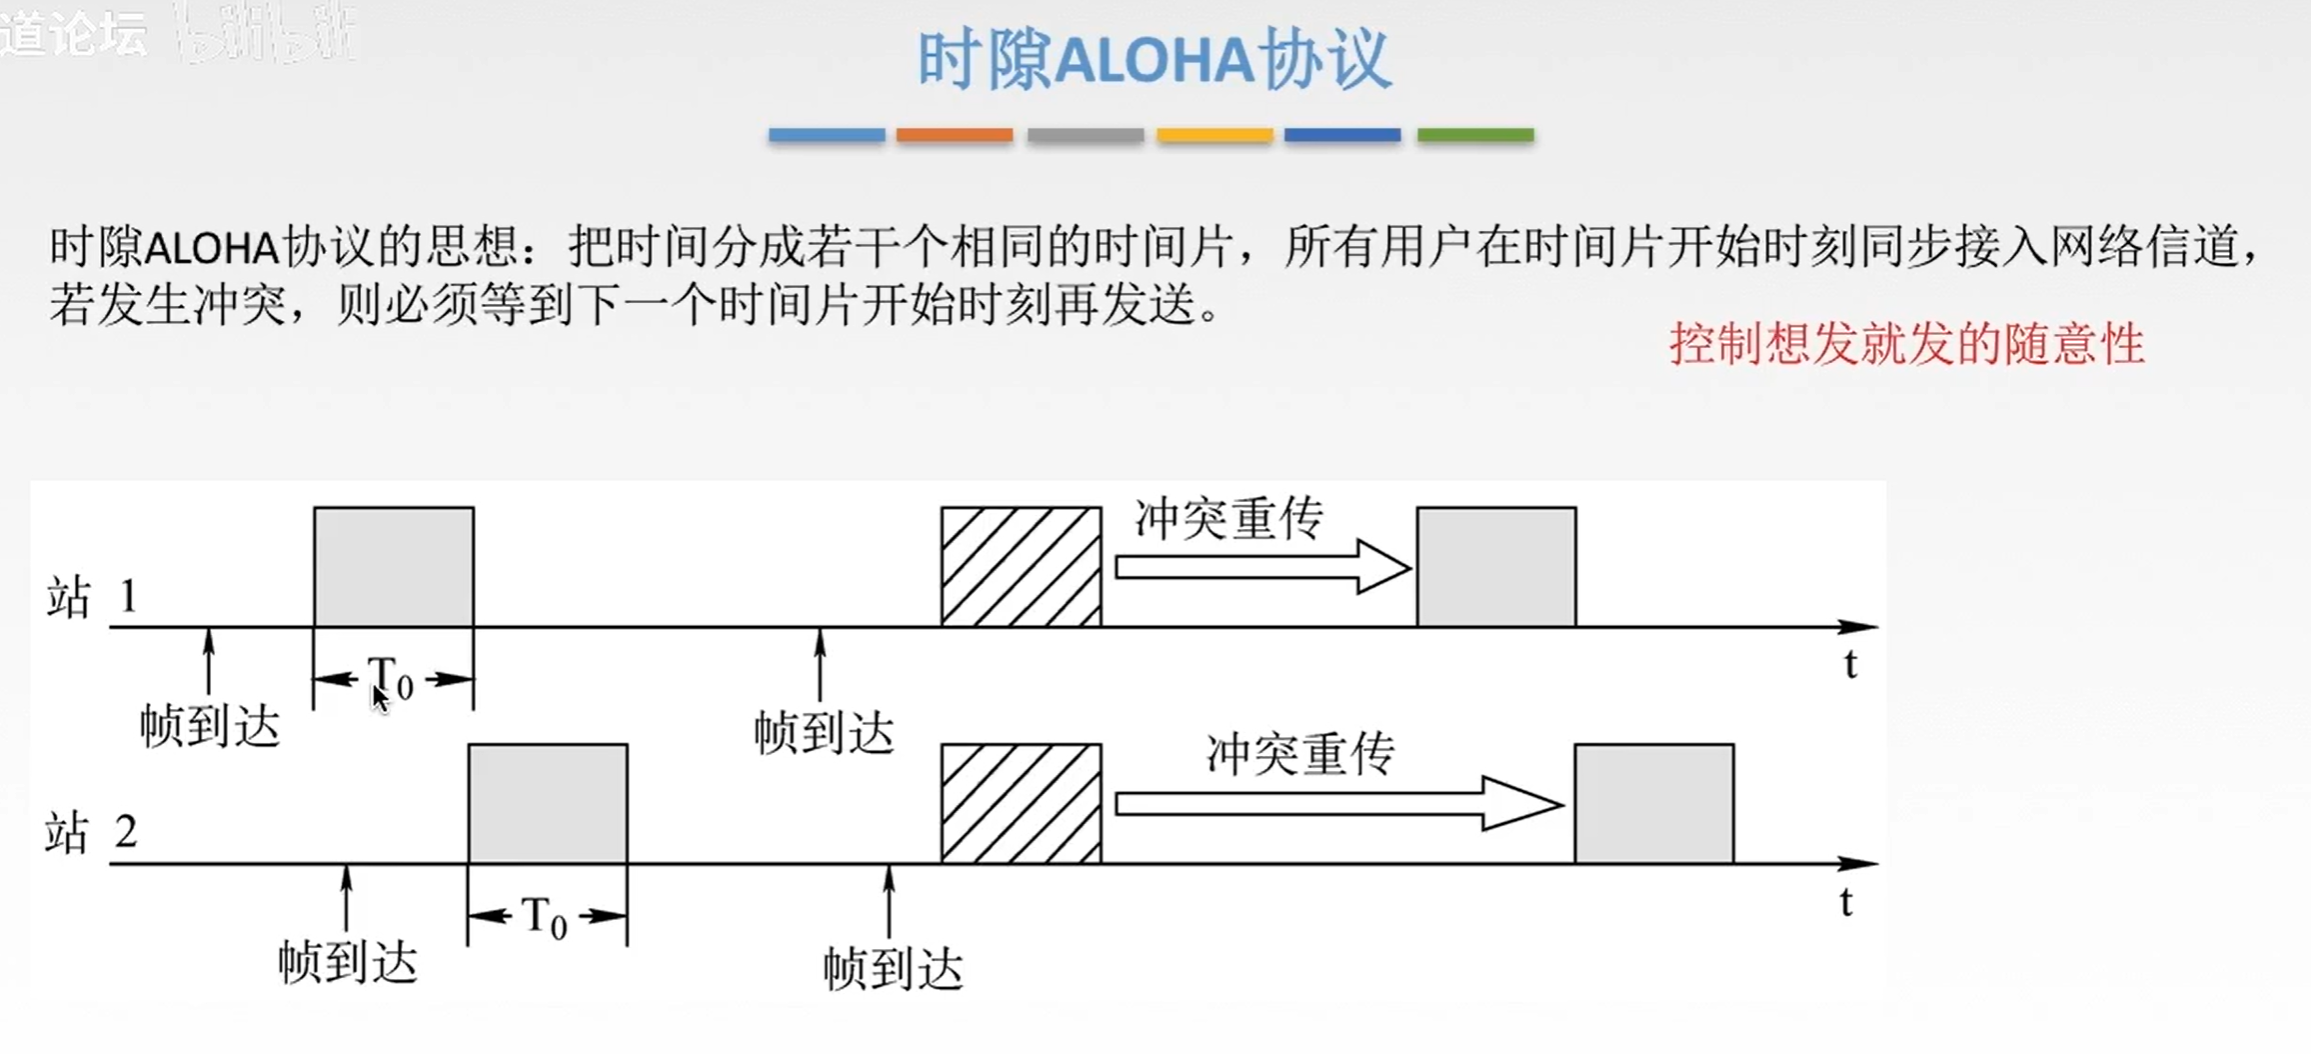 道论坛 bilibili
时隙ALOHA协议
时隙ALOHA协议的思想：把时间分成若干个相同的时间片，所有用户在时间片开始时刻同步接入网络信道，
若发生冲突，则必须等到下一个时间片开始时刻再发送。
控制想发就发的随意性
冲突重传
站 1
T0
t
帧到达
帧到达
冲突重传
站 2
T0
t
帧到达
帧到达